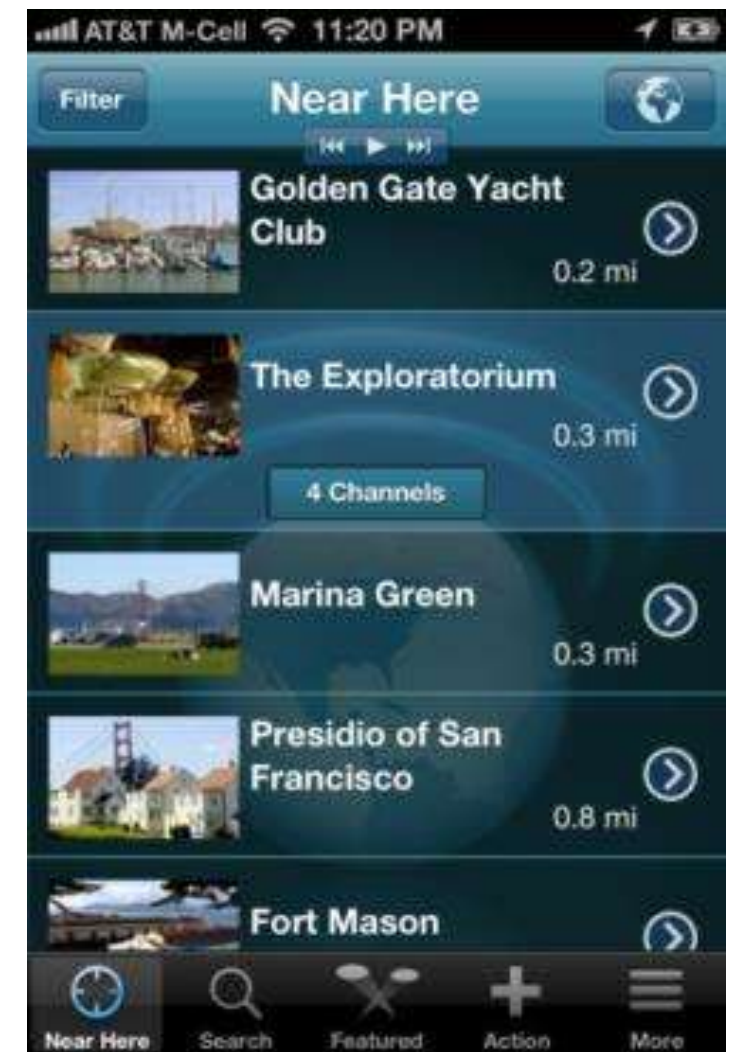 AT&T M-Cell 11:20 PM
Filter
Near Here
Golden Gate Yacht
Club
0.2 mi
The Exploratorium
0.3 mi
4 Channels
Marina Green
0.3 mi
Presidio of San
Francisco
0.8 mi
Fort Mason
Near Here Search Featured Action More